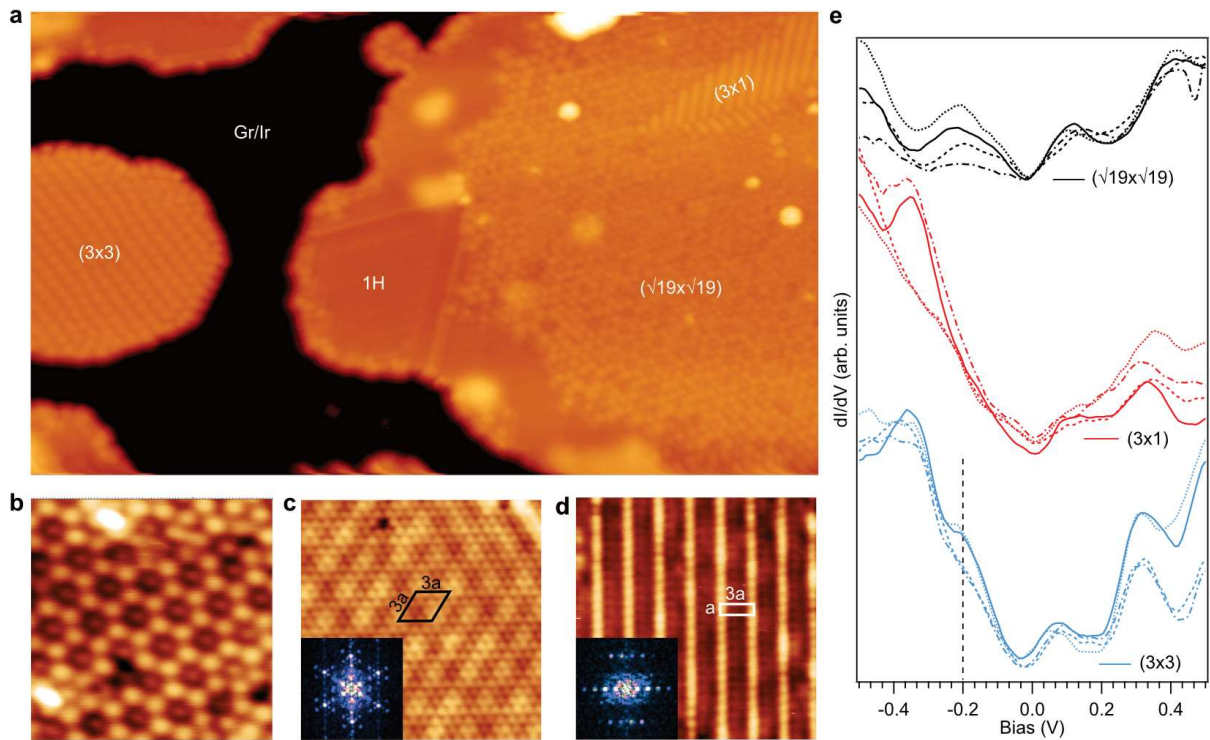 a
Gr/Ir
(3x1)
(3x3)
1H
(√19x√19)
b
c
3a
3a
d
3a
a
e
(√19x√19)
(3x1)
(3x3)
dI/dV (arb. units)
-0.4
-0.2
0.0
0.2
0.4
Bias (V)